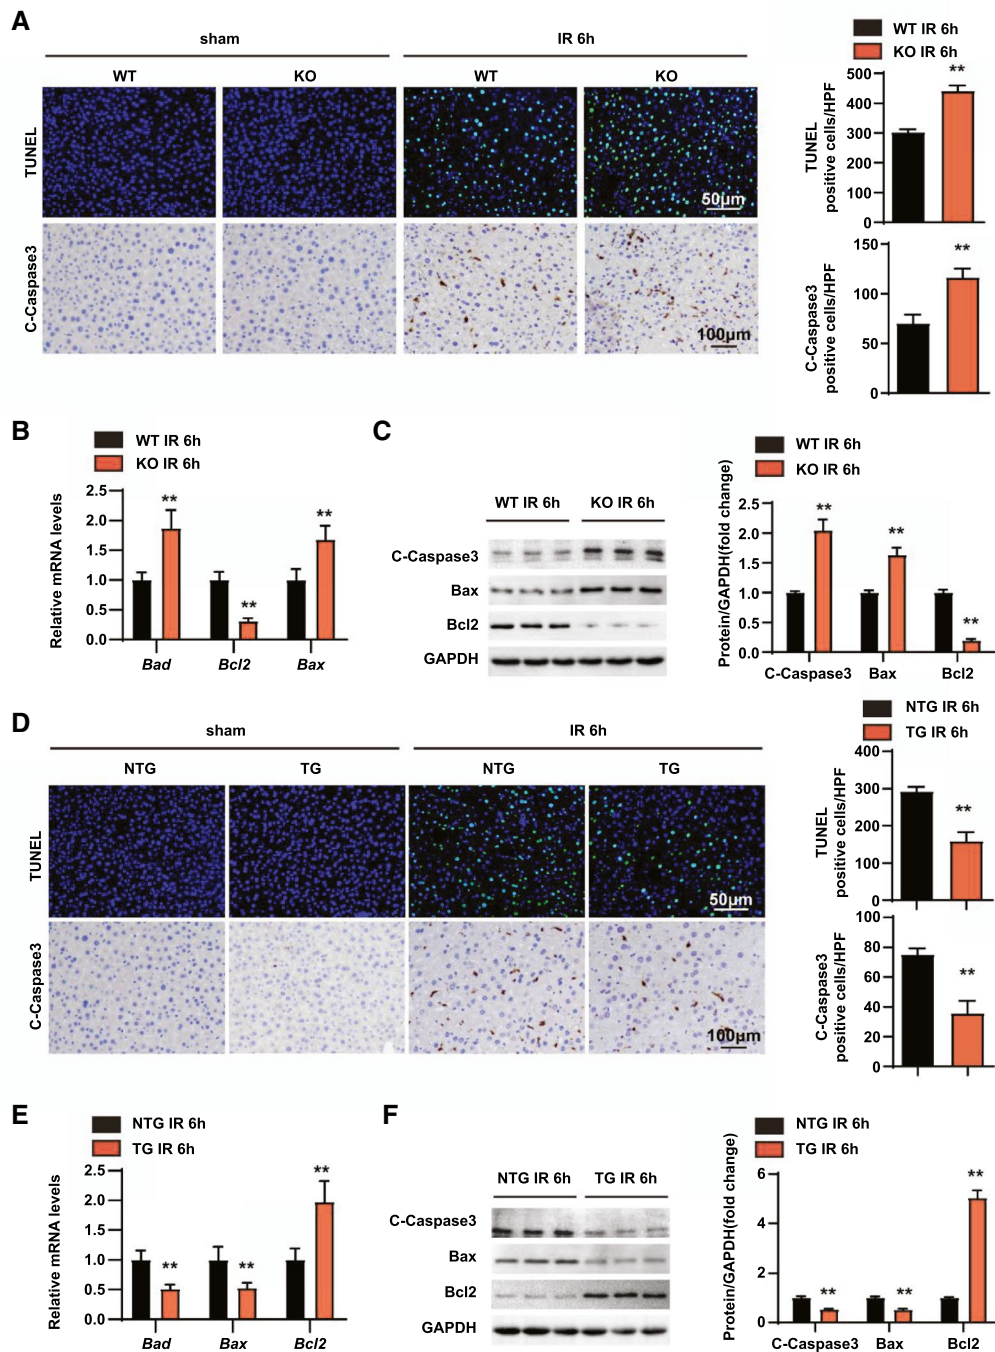 A
sham
IR 6h
WT
KO
WT
KO
TUNEL
50μm
C-Caspase3
100μm
WT IR 6h
KO IR 6h
TUNEL
positive cells/HPF
500
400
300
200
100
0
**
C-Caspase3
positive cells/HPF
150
100
50
0
**
B
WT IR 6h
KO IR 6h
Relative mRNA levels
2.5
2.0
1.5
1.0
0.5
0.0
**
**
**
Bad
Bcl2
Bax
C
WT IR 6h
KO IR 6h
C-Caspase3
Bax
Bcl2
GAPDH
WT IR 6h
KO IR 6h
Protein/GAPDH(fold change)
2.5
2.0
1.5
1.0
0.5
0.0
**
**
**
C-Caspase3
Bax
Bcl2
D
sham
IR 6h
NTG
TG
NTG
TG
TUNEL
50μm
C-Caspase3
100μm
NTG IR 6h
TG IR 6h
TUNEL
positive cells/HPF
400
300
200
100
0
**
C-Caspase3
positive cells/HPF
100
80
60
40
20
0
**
E
NTG IR 6h
TG IR 6h
Relative mRNA levels
2.5
2.0
1.5
1.0
0.5
0.0
**
**
**
Bad
Bax
Bcl2
F
NTG IR 6h
TG IR 6h
C-Caspase3
Bax
Bcl2
GAPDH
NTG IR 6h
TG IR 6h
Protein/GAPDH(fold change)
6
4
2
0
**
**
**
C-Caspase3
Bax
Bcl2